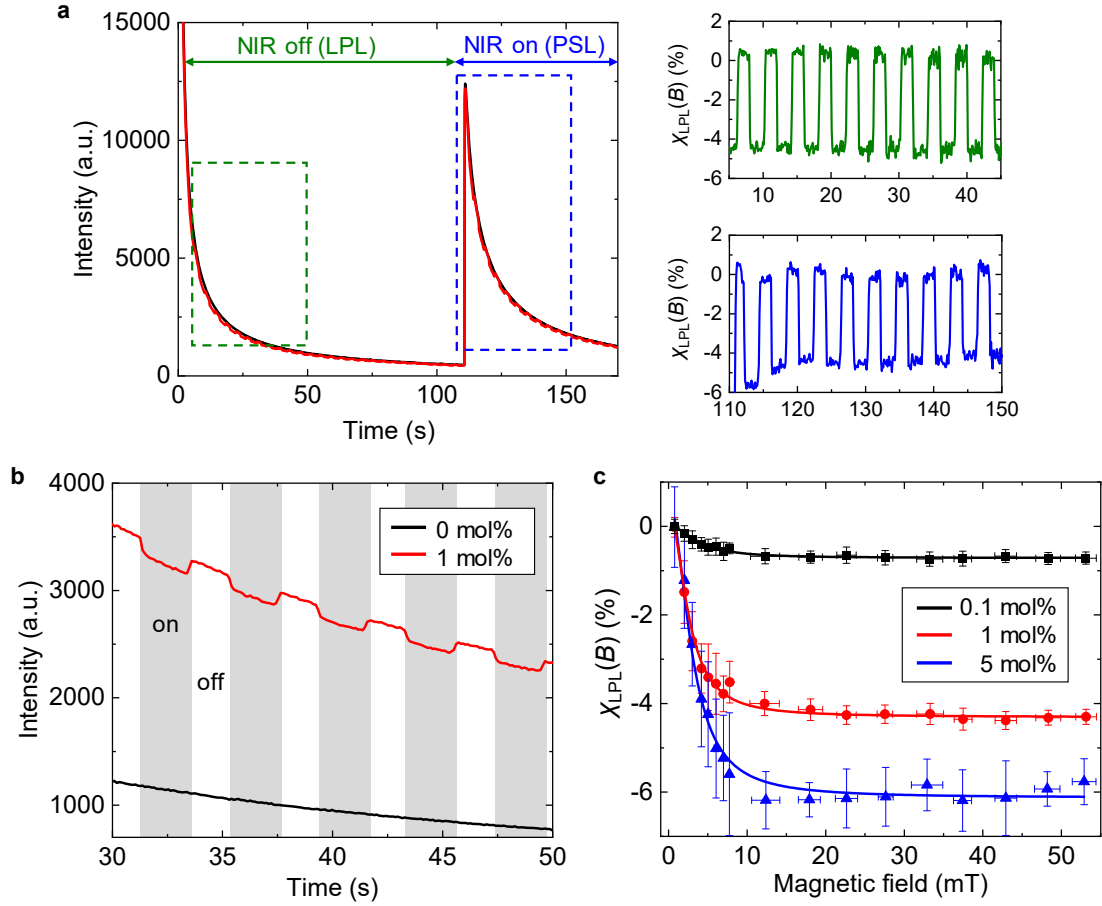 a
15000
10000
5000
0
Intensity (a.u.)
NIR off (LPL)
NIR on (PSL)
0 50 100 150
Time (s)
2
0
-2
-4
-6
XLPL(B) (%)
10 20 30 40
2
0
-2
-4
-6
XLPL(B) (%)
110 120 130 140 150
b
4000
3000
2000
1000
Intensity (a.u.)
0 mol%
1 mol%
on
off
30 35 40 45 50
Time (s)
c
0
-2
-4
-6
XLPL(B) (%)
0.1 mol%
1 mol%
5 mol%
0 10 20 30 40 50
Magnetic field (mT)